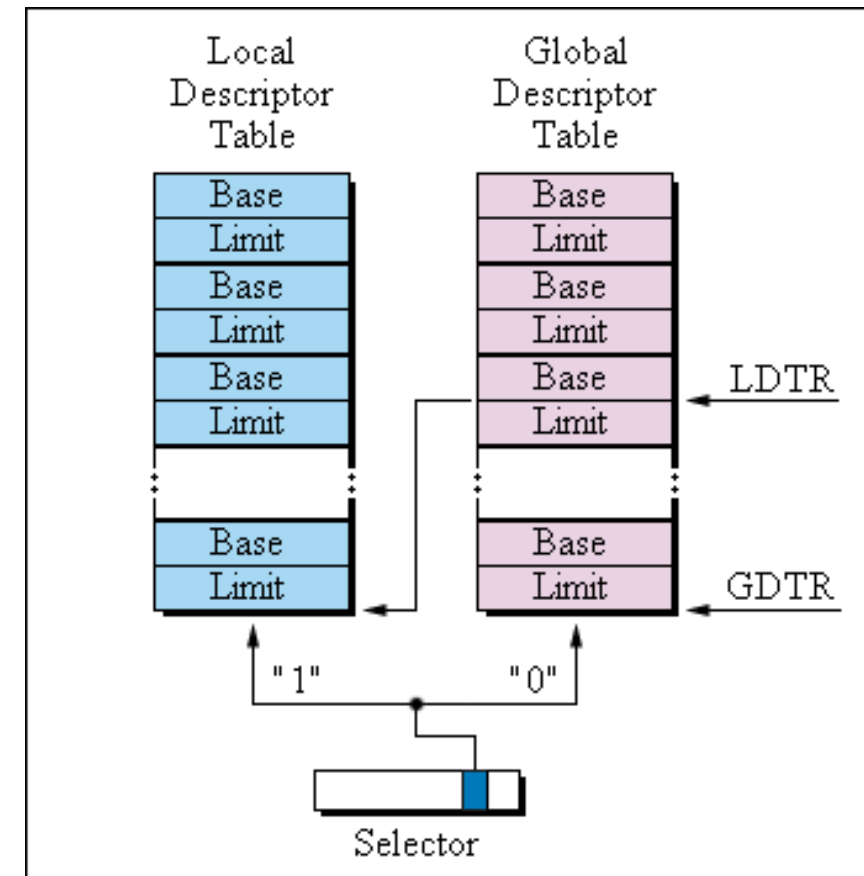 Local
Descriptor
Table
Global
Descriptor
Table
Base
Limit
Base
Limit
Base
Limit
Base
Limit
Base
Limit
Base
Limit
Base
Limit
Base
Limit
LDTR
GDTR
"1"
"0"
Selector